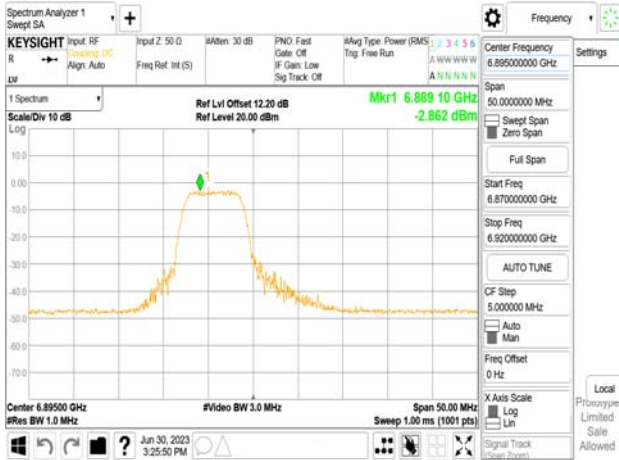 Spectrum Analyzer 1
Swept SA
+
Frequency
KEYSIGHT
Input: RF
Coupling: DC
Align: Auto
Input Z: 50 Ω
Freq Ref: Int (S)
#Atten: 30 dB
PNO: Fast
Gate: Off
IF Gain: Low
Sig Track: Off
#Avg Type: Power (RMS
Trig: Free Run
1 2 3 4 5 6
A W W W W W
A N N N N N
R
1 Spectrum
Scale/Div 10 dB
Ref Lvl Offset 12.20 dB
Ref Level 20.00 dBm
Mkr1 6.889 10 GHz
-2.862 dBm
Log
10.0
0.00
-10.0
-20.0
-30.0
-40.0
-50.0
-60.0
-70.0
1
Center 6.89500 GHz
#Res BW 1.0 MHz
#Video BW 3.0 MHz
Span 50.00 MHz
Sweep 1.00 ms (1001 pts)
Jun 30, 2023
3:25:50 PM
?
Center Frequency
6.895000000 GHz
Span
50.0000000 MHz
Swept Span
Zero Span
Full Span
Start Freq
6.870000000 GHz
Stop Freq
6.920000000 GHz
AUTO TUNE
CF Step
5.000000 MHz
Auto
Man
Freq Offset
0 Hz
X Axis Scale
Log
Lin
Signal Track
(Span Zoom)
Settings
Local
Prototype
Limited
Sale
Allowed